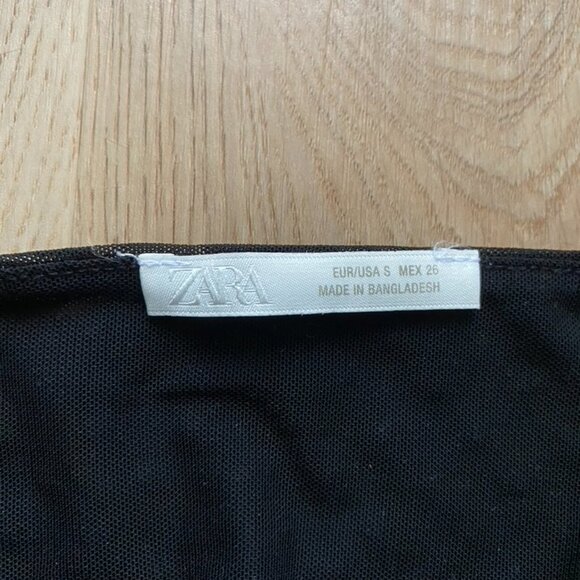 ZARA
EUR/USA S MEX 26
MADE IN BANGLADESH